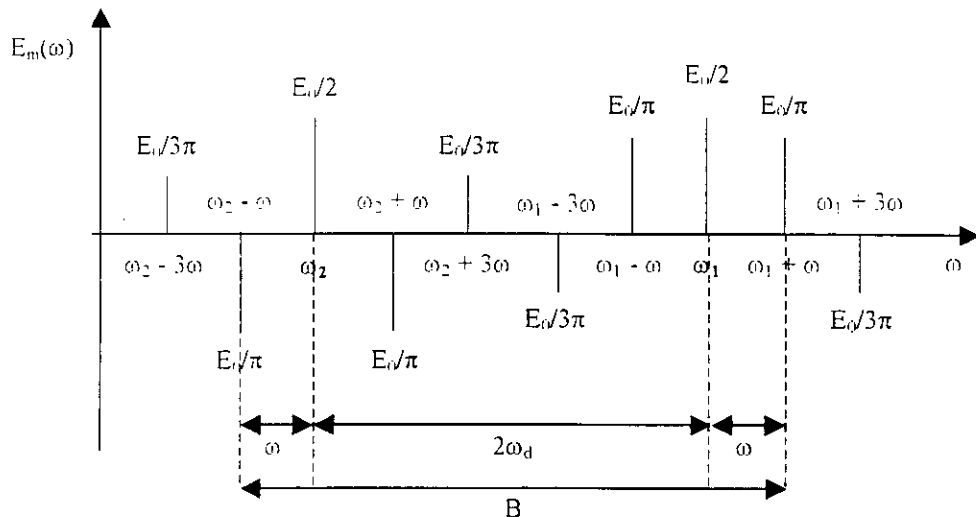 Eₘ(ω)
E₀/2
E₀/2
E₀/π
E₀/π
E₀/3π
E₀/3π
ω₂ - ω
ω₂ + ω
ω₁ - 3ω
ω₁ + 3ω
ω₂ - 3ω
ω₂
ω₂ + 3ω
ω₁ - ω
ω₁
ω₁ + ω
ω
E₀/3π
E₀/3π
E₀/π
E₀/π
ω
2ω_d
ω
B